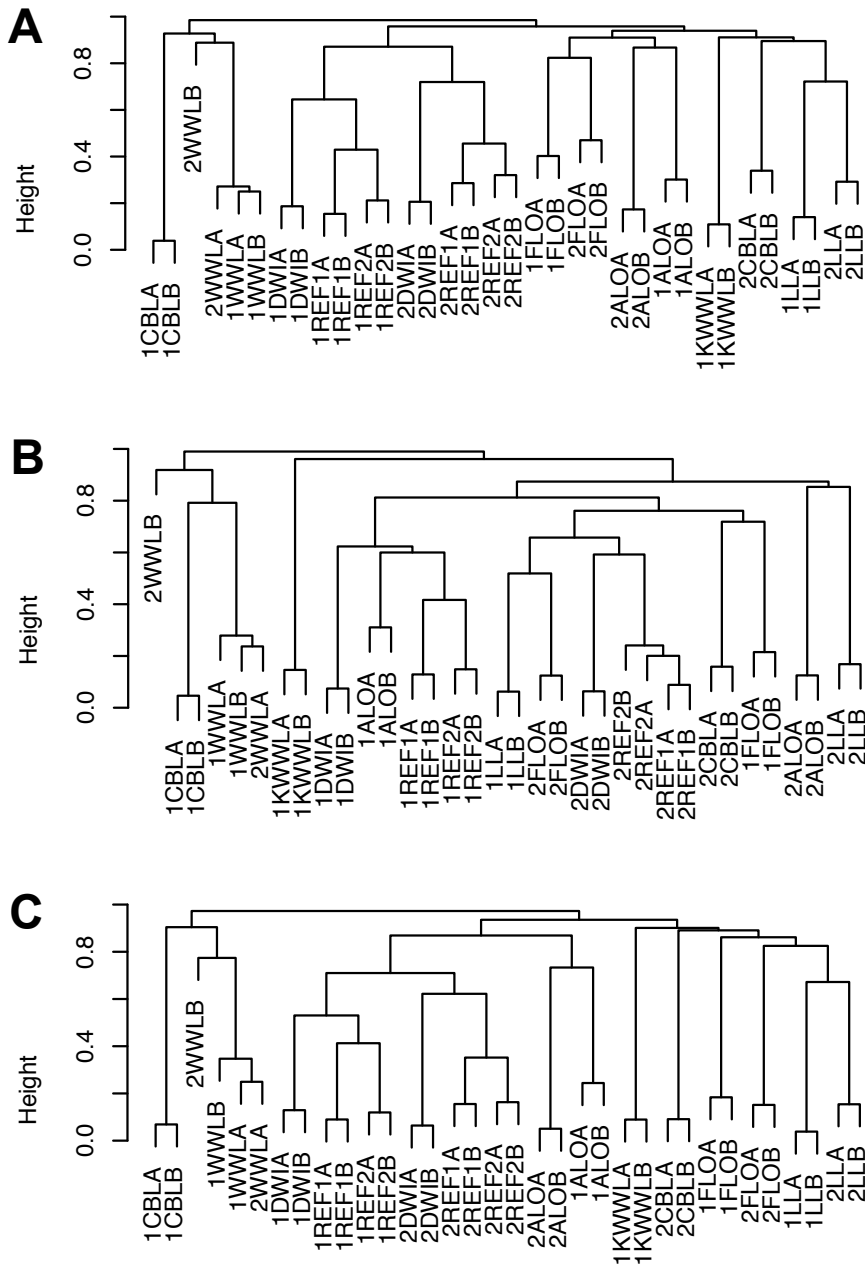 A
Height
0.0
0.4
0.8
1CBLA
1CBLB
2WWLB
2WWLA
1WWLA
1WWLB
1DWIA
1DWIB
1REF1A
1REF1B
1REF2A
1REF2B
2DWIA
2DWIB
2REF1A
2REF1B
2REF2A
2REF2B
1FLOA
1FLOB
2FLOA
2FLOB
2ALOA
2ALOB
1ALOA
1ALOB
1KWWLA
1KWWLB
2CBLA
2CBLB
1LLA
1LLB
2LLA
2LLB
B
Height
0.0
0.4
0.8
2WWLB
1CBLA
1CBLB
1WWLA
1WWLB
2WWLA
1KWWLA
1KWWLB
1DWIA
1DWIB
1ALOA
1ALOB
1REF1A
1REF1B
1REF2A
1REF2B
1LLA
1LLB
2FLOA
2FLOB
2DWIA
2DWIB
2REF2B
2REF2A
2REF1A
2REF1B
2CBLA
2CBLB
1FLOA
1FLOB
2ALOA
2ALOB
2LLA
2LLB
C
Height
0.0
0.4
0.8
1CBLA
1CBLB
2WWLB
1WWLB
1WWLA
2WWLA
1DWIA
1DWIB
1REF1A
1REF1B
1REF2A
1REF2B
2DWIA
2DWIB
2REF1A
2REF1B
2REF2A
2REF2B
2ALOA
2ALOB
1ALOA
1ALOB
1KWWLA
1KWWLB
2CBLA
2CBLB
1FLOA
1FLOB
2FLOA
2FLOB
1LLA
1LLB
2LLA
2LLB